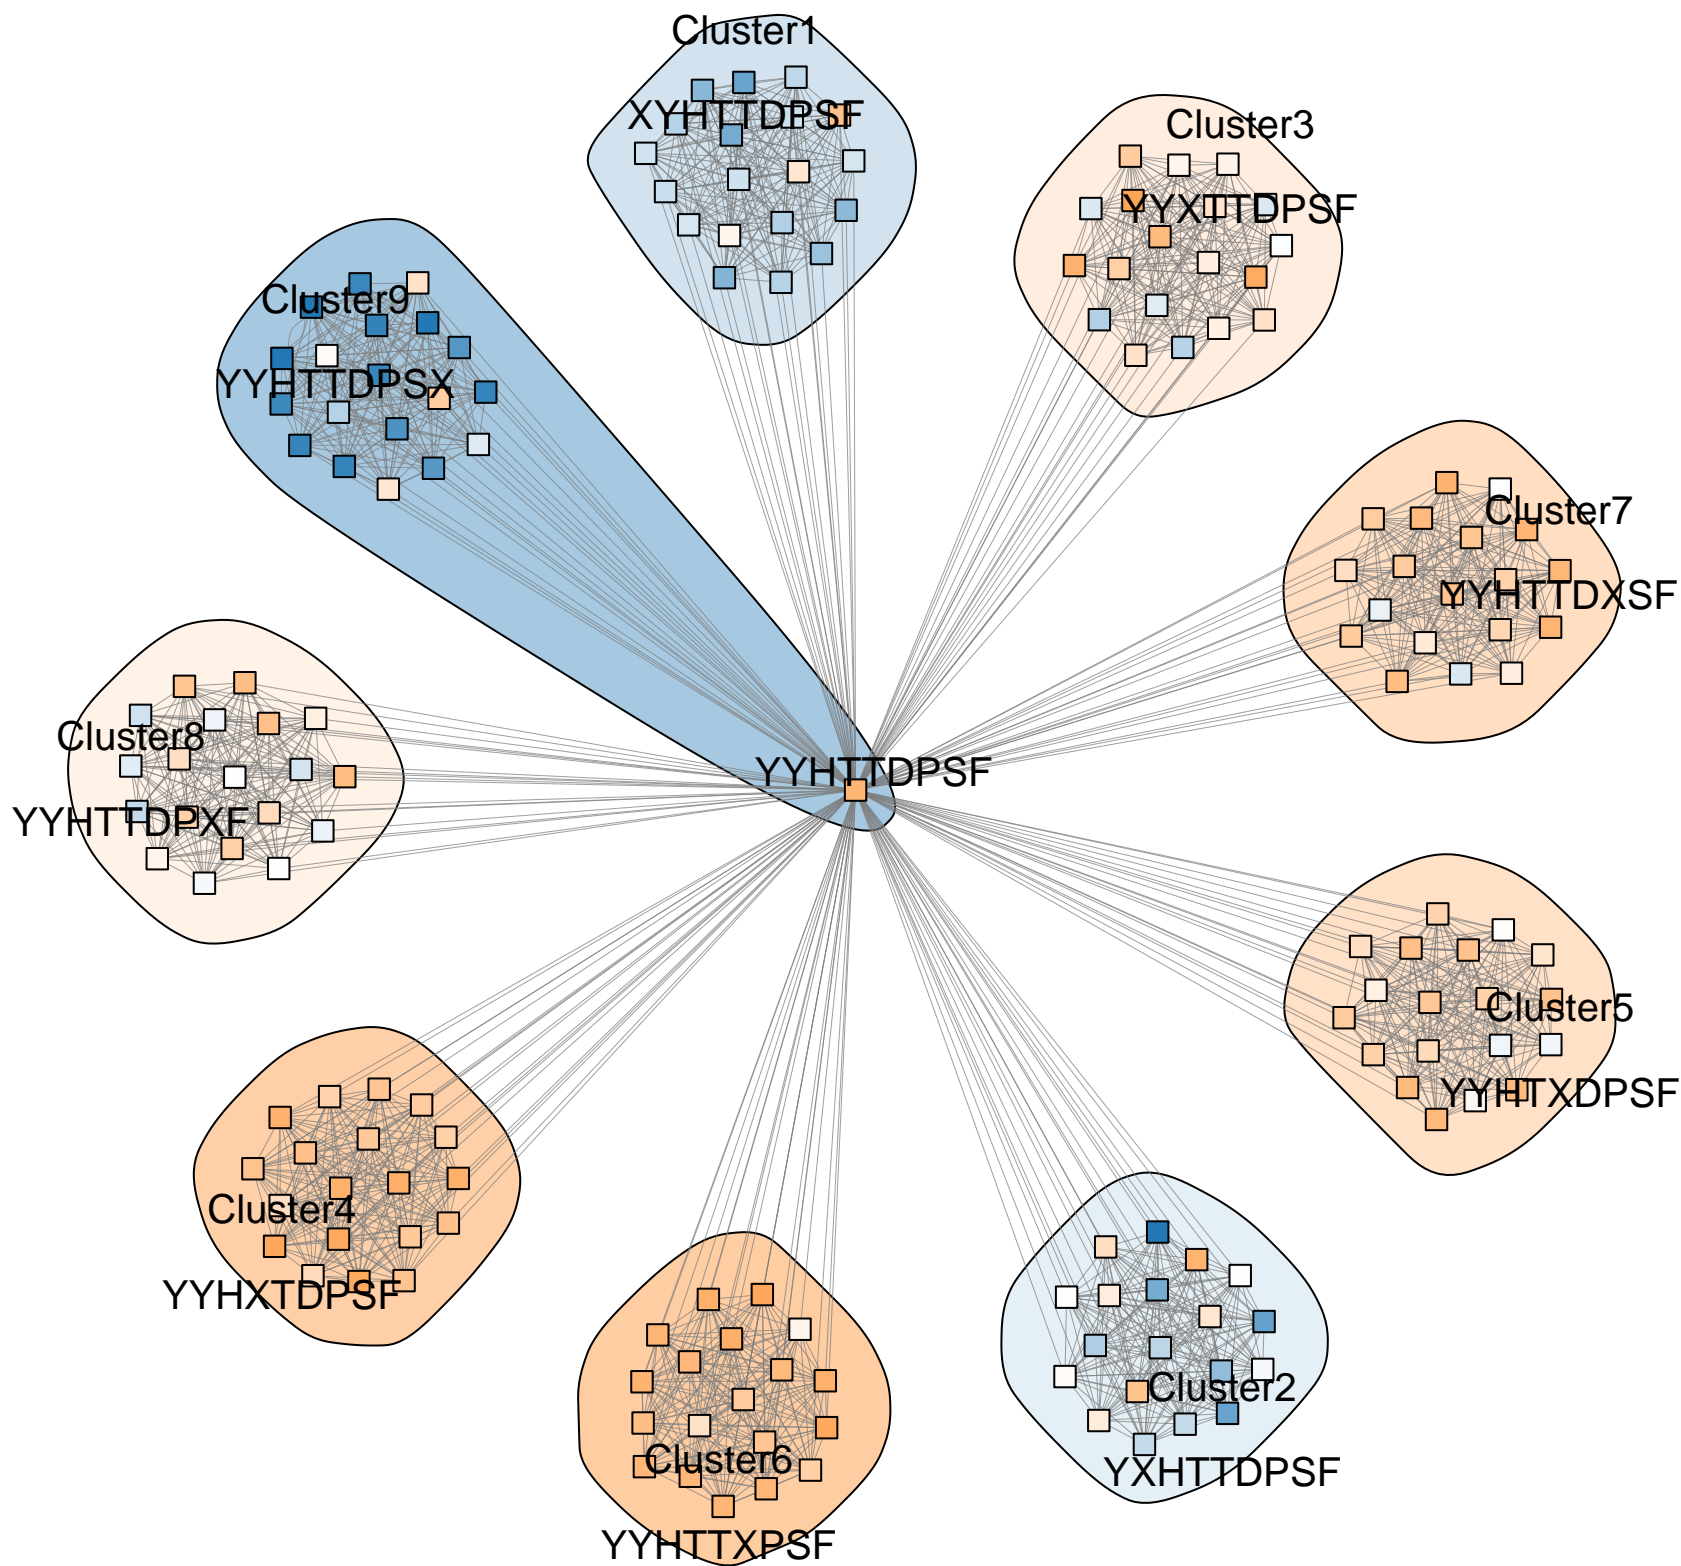 Cluster1
XYHTTDPSF
Cluster3
YYXTTDPSF
Cluster9
YYHTTDPSX
Cluster7
YYHTTDXSF
Cluster8
YYHTTDPXF
YYHTTDPSF
Cluster5
YYHTXDPSF
Cluster4
YYHXTDPSF
Cluster2
YXHTTDPSF
Cluster6
YYHTTXPSF